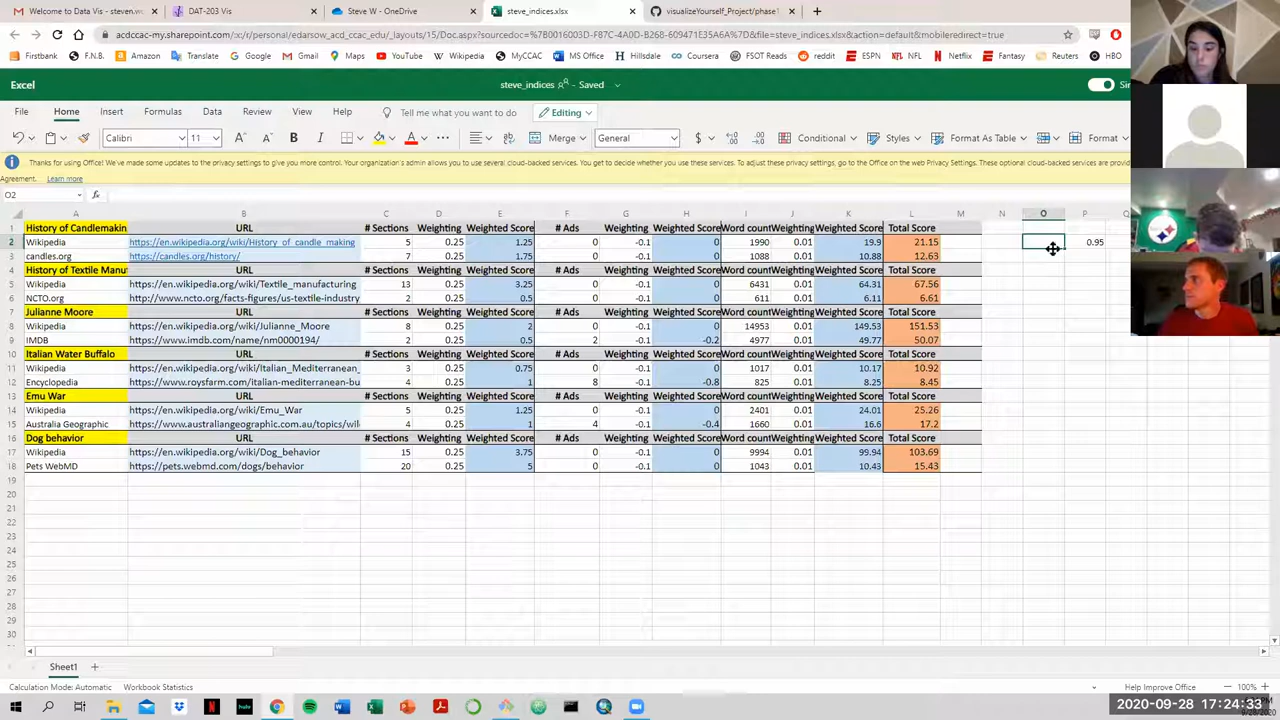 Welcome to Data Vis - steven.wo
DAT-203 Vis
Steve W - OneDrive
steve_indices.xlsx
visualizeYourself_Project/phase1
acdccac-my.sharepoint.com/x/r/personal/edarsow_acd_ccac_edu/_layouts/15/Doc.aspx?sourcedoc=%7B0016003D-F87C-4A0D-B268-609471E35A6A%7D&file=steve_indices.xlsx&action=default&mobileredirect=true
Firstbank
F.N.B.
Amazon
Translate
Google
Gmail
Wikipedia
MyCCAC
MS Office
Hillsdale
Coursera
FSOT Reads
reddit
ESPN
NFL
Netflix
Fantasy
Reuters
HBO
Excel
steve_indices - Saved
File
Home
Insert
Formulas
Data
Review
View
Help
Tell me what you want to do
Editing
Calibri
11
B
I
A
Merge
General
$
Conditional
Styles
Format As Table
Format
Thanks for using Office! We've made some updates to the privacy settings to give you more control. Your organization's admin allows you to use several cloud-backed services. You get to decide whether you use these services. To adjust these privacy settings, go to the Office on the web Privacy Settings. These optional cloud-backed services are
Agreement. Learn more
O2
fx
A B C D E F G H I J K L M N O P Q
1 History of Candlemakin URL # Sections Weighting Weighted Score # Ads Weighting Weighted Score Word count Weighting Weighted Score Total Score
2 Wikipedia https://en.wikipedia.org/wiki/History_of_candle_making 5 0.25 1.25 0 -0.1 0 1990 0.01 19.9 21.15 0.95
3 candles.org https://candles.org/history/ 7 0.25 1.75 0 -0.1 0 1088 0.01 10.88 12.63
4 History of Textile Manuf URL # Sections Weighting Weighted Score # Ads Weighting Weighted Score Word count Weighting Weighted Score Total Score
5 Wikipedia https://en.wikipedia.org/wiki/Textile_manufacturing 13 0.25 3.25 0 -0.1 0 6431 0.01 64.31 67.56
6 NCTO.org http://www.ncto.org/facts-figures/us-textile-industry 2 0.25 0.5 0 -0.1 0 611 0.01 6.11 6.61
7 Julianne Moore URL # Sections Weighting Weighted Score # Ads Weighting Weighted Score Word count Weighting Weighted Score Total Score
8 Wikipedia https://en.wikipedia.org/wiki/Julianne_Moore 8 0.25 2 0 -0.1 0 14953 0.01 149.53 151.53
9 IMDB https://www.imdb.com/name/nm0000194/ 2 0.25 0.5 2 -0.1 -0.2 4977 0.01 49.77 50.07
10 Italian Water Buffalo URL # Sections Weighting Weighted Score # Ads Weighting Weighted Score Word count Weighting Weighted Score Total Score
11 Wikipedia https://en.wikipedia.org/wiki/Italian_Mediterranean_ 3 0.25 0.75 0 -0.1 0 1017 0.01 10.17 10.92
12 Encyclopedia https://www.roysfarm.com/italian-mediterranean-bu 4 0.25 1 8 -0.1 -0.8 825 0.01 8.25 8.45
13 Emu War URL # Sections Weighting Weighted Score # Ads Weighting Weighted Score Word count Weighting Weighted Score Total Score
14 Wikipedia https://en.wikipedia.org/wiki/Emu_War 5 0.25 1.25 0 -0.1 0 2401 0.01 24.01 25.26
15 Australia Geographic https://www.australiangeographic.com.au/topics/wil 4 0.25 1 4 -0.1 -0.4 1660 0.01 16.6 17.2
16 Dog behavior URL # Sections Weighting Weighted Score # Ads Weighting Weighted Score Word count Weighting Weighted Score Total Score
17 Wikipedia https://en.wikipedia.org/wiki/Dog_behavior 15 0.25 3.75 0 -0.1 0 9994 0.01 99.94 103.69
18 Pets WebMD https://pets.webmd.com/dogs/behavior 20 0.25 5 0 -0.1 0 1043 0.01 10.43 15.43
19
20
21
22
23
24
25
26
27
28
29
30
Sheet1
Calculation Mode: Automatic
Workbook Statistics
Help Improve Office
100%
2020-09-28 17:24:33